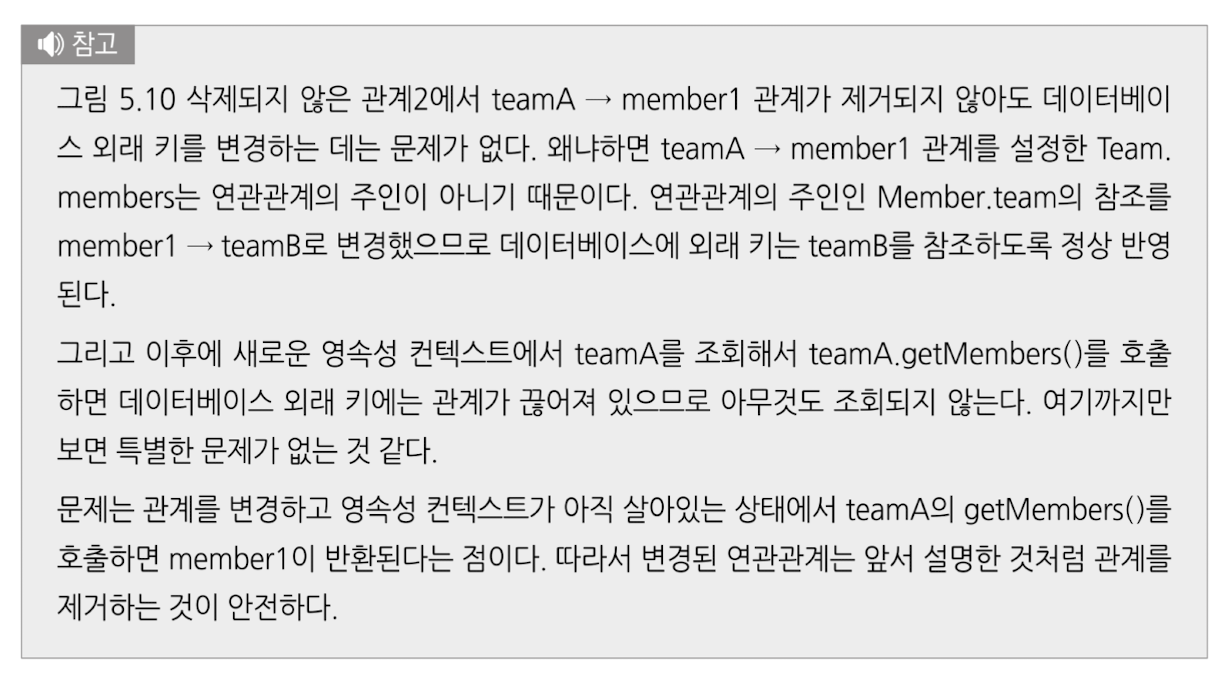 참고
그림 5.10 삭제되지 않은 관계2에서 teamA → member1 관계가 제거되지 않아도 데이터베이
스 외래 키를 변경하는 데는 문제가 없다. 왜냐하면 teamA → member1 관계를 설정한 Team.
members는 연관관계의 주인이 아니기 때문이다. 연관관계의 주인인 Member.team의 참조를
member1 → teamB로 변경했으므로 데이터베이스에 외래 키는 teamB를 참조하도록 정상 반영
된다.
그리고 이후에 새로운 영속성 컨텍스트에서 teamA를 조회해서 teamA.getMembers()를 호출
하면 데이터베이스 외래 키에는 관계가 끊어져 있으므로 아무것도 조회되지 않는다. 여기까지만
보면 특별한 문제가 없는 것 같다.
문제는 관계를 변경하고 영속성 컨텍스트가 아직 살아있는 상태에서 teamA의 getMembers()를
호출하면 member1이 반환된다는 점이다. 따라서 변경된 연관관계는 앞서 설명한 것처럼 관계를
제거하는 것이 안전하다.